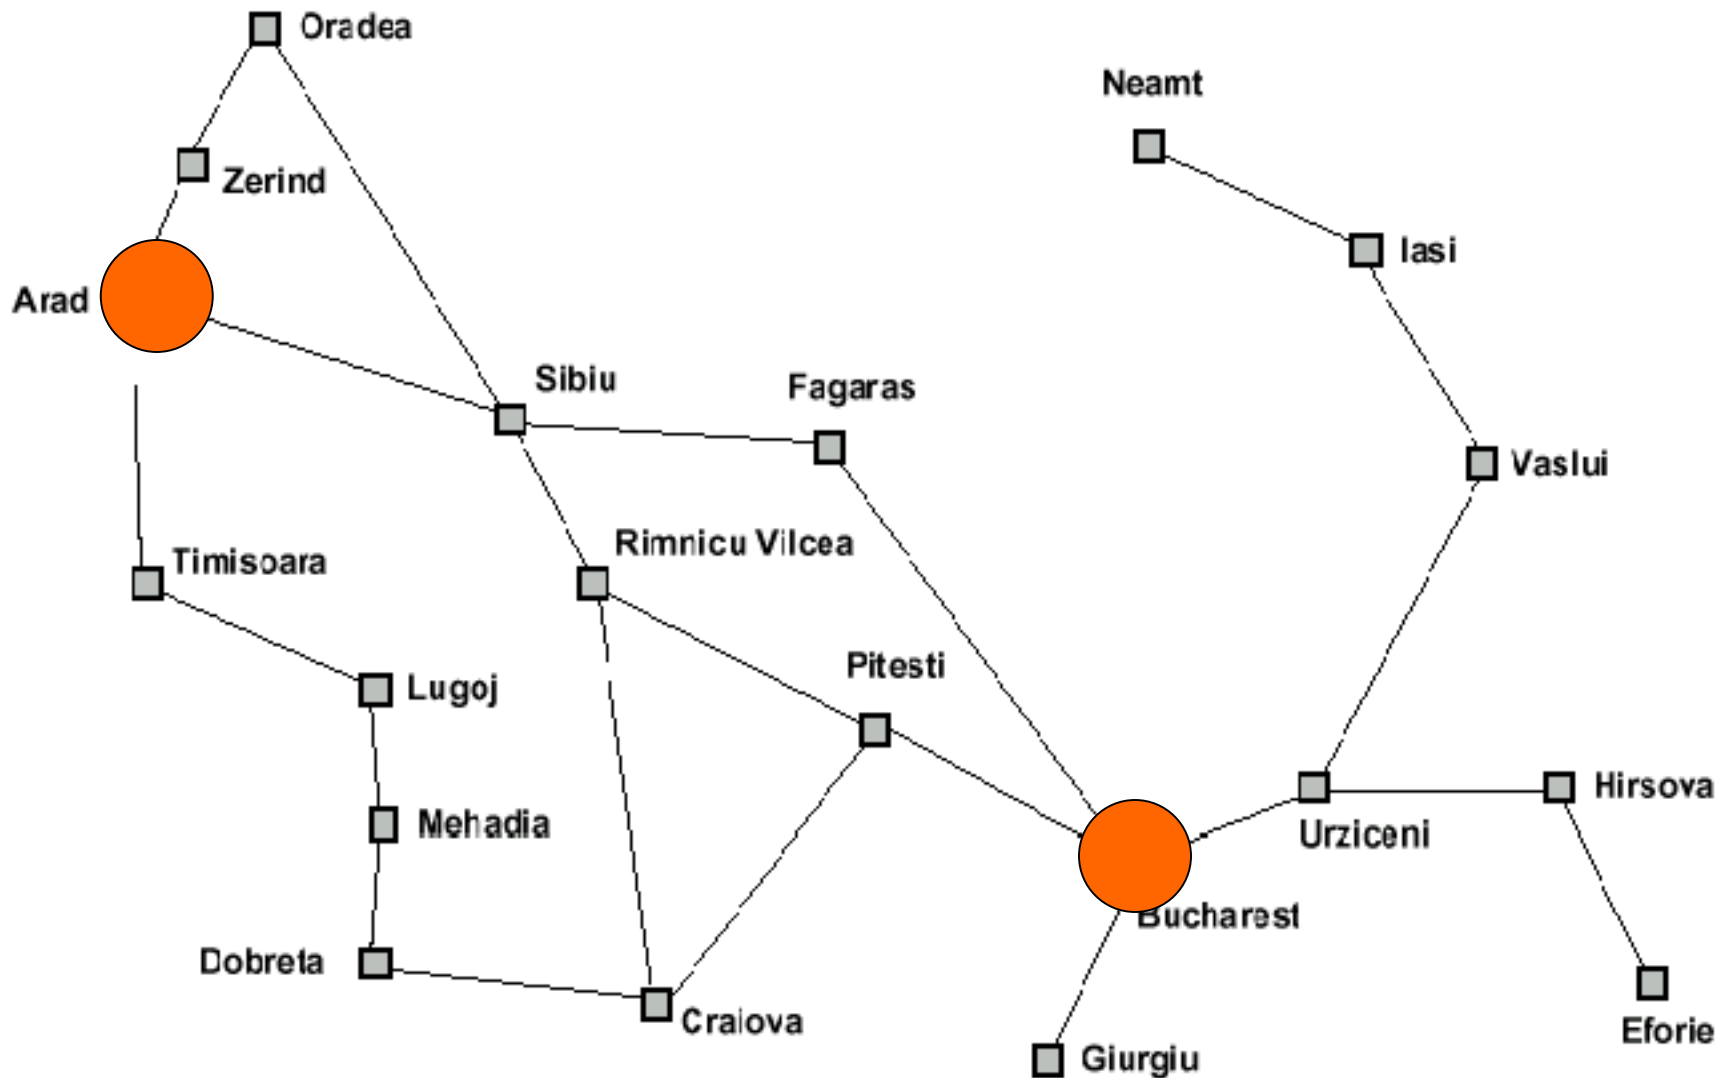 Oradea
Neamt
Zerind
Iasi
Arad
Sibiu
Fagaras
Vaslui
Rimnicu Vilcea
Timisoara
Pitesti
Lugoj
Hirsova
Mehadia
Urziceni
Bucharest
Dobreta
Craiova
Eforie
Giurgiu